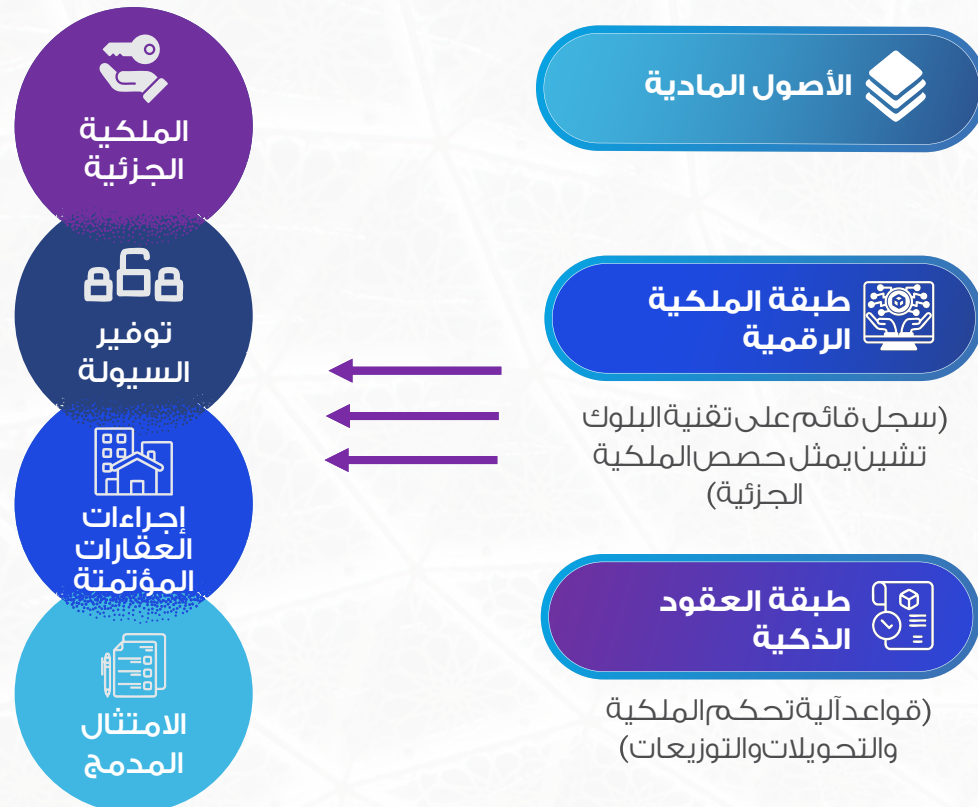 الأصول المادية
طبقة الملكية
الرقمية
(سجل قائم على تقنية البلوك
تشين يمثل حصص الملكية
الجزئية)
طبقة العقود
الذكية
(قواعد آلية تحكم الملكية
والتحويلات والتوزيعات)
الملكية
الجزئية
توفير
السيولة
إجراءات
العقارات
المؤتمتة
الامتثال
المدمج